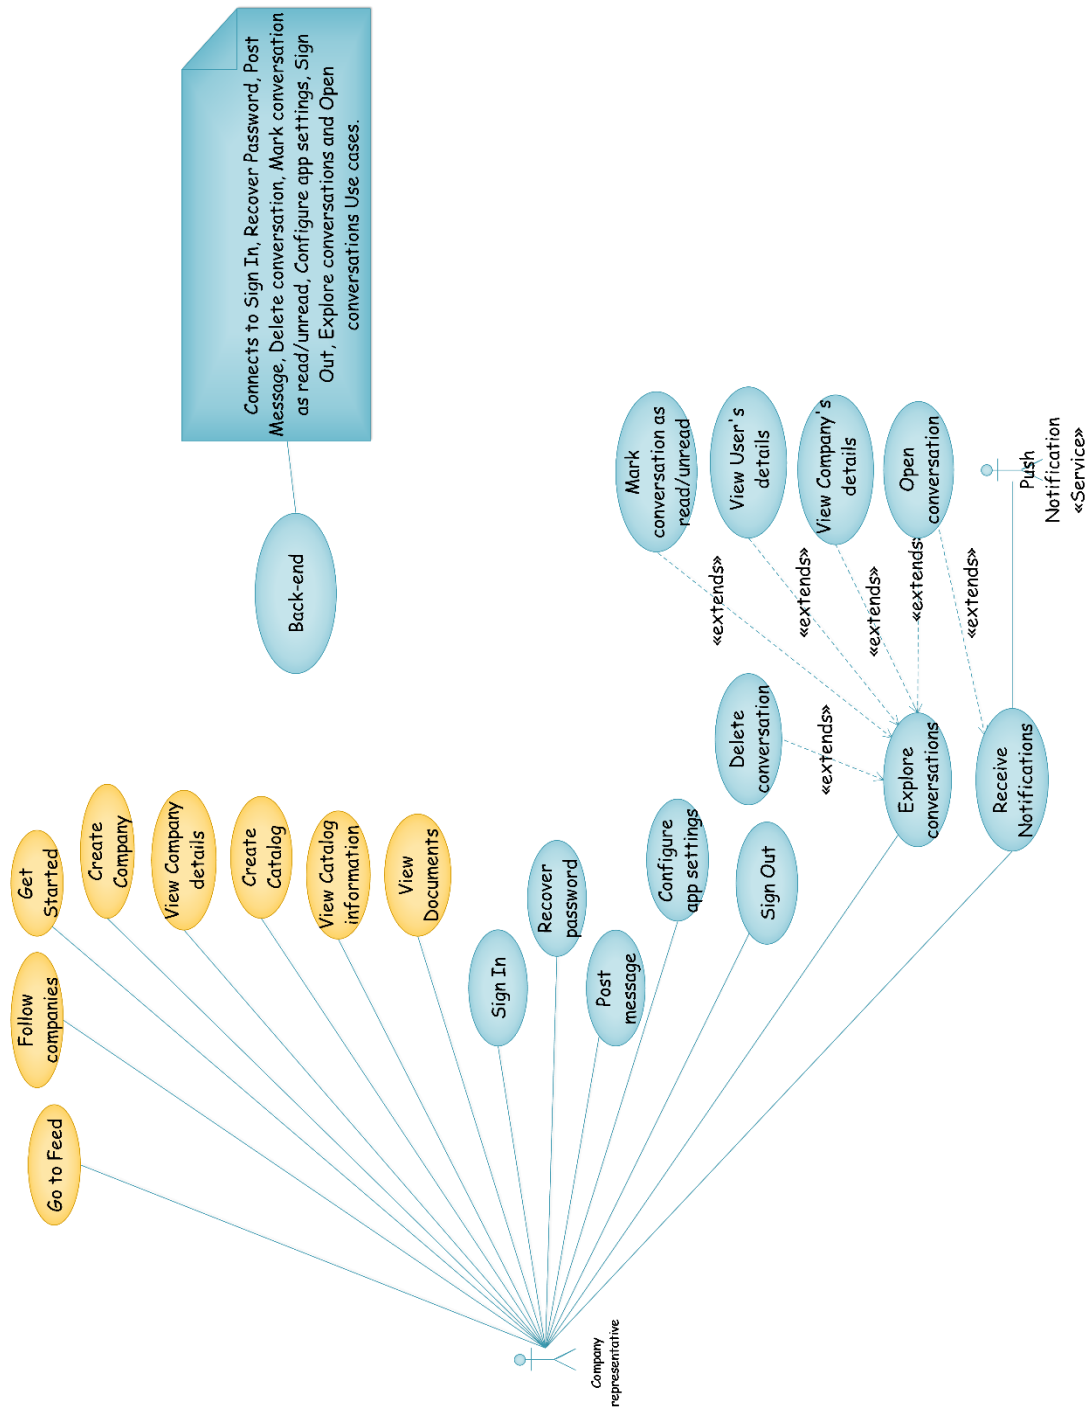 Go to Feed
Follow
companies
Get
Started
Create
Company
View Company
details
Create
Catalog
View Catalog
information
View
Documents
Sign In
Recover
password
Post
message
Configure
app settings
Sign Out
Company
representative
Delete
conversation
«extends»
Explore
conversations
Receive
Notifications
Mark
conversation as
read/unread
«extends»
View User's
details
«extends»
View Company's
details
«extends»
Open
conversation
«extends»
«extends»
Push
Notification
«Service»
Back-end
Connects to Sign In, Recover Password, Post
Message, Delete conversation, Mark conversation
as read/unread, Configure app settings, Sign
Out, Explore conversations and Open
conversations Use cases.